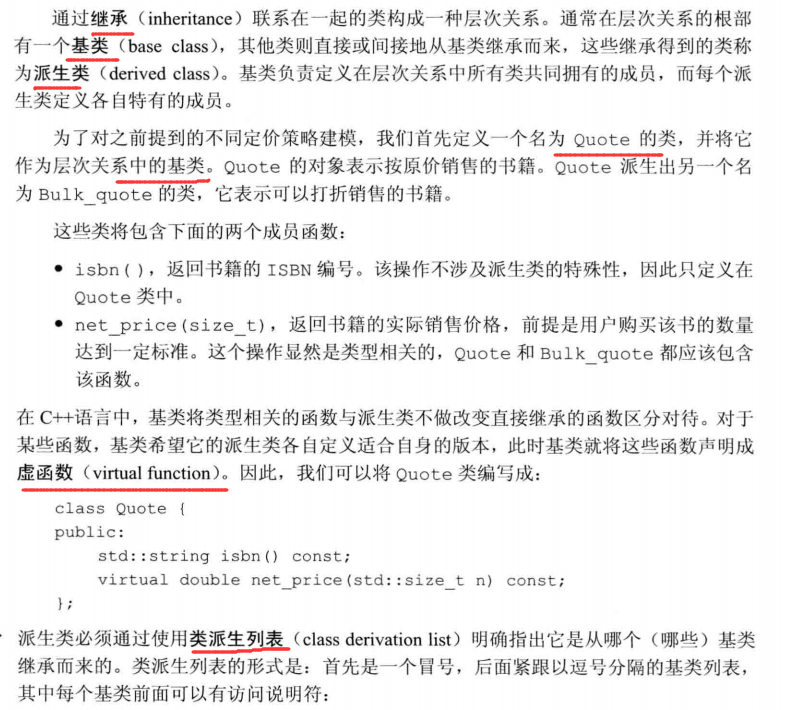 通过继承（inheritance）联系在一起的类构成一种层次关系。通常在层次关系的根部
有一个基类（base class），其他类则直接或间接地从基类继承而来，这些继承得到的类称
为派生类（derived class）。基类负责定义在层次关系中所有类共同拥有的成员，而每个派
生类定义各自特有的成员。
为了对之前提到的不同定价策略建模，我们首先定义一个名为 Quote 的类，并将它
作为层次关系中的基类。Quote 的对象表示按原价销售的书籍。Quote 派生出另一个名
为 Bulk_quote 的类，它表示可以打折销售的书籍。
这些类将包含下面的两个成员函数：
• isbn()，返回书籍的 ISBN 编号。该操作不涉及派生类的特殊性，因此只定义在
Quote 类中。
• net_price(size_t)，返回书籍的实际销售价格，前提是用户购买该书的数量
达到一定标准。这个操作显然是类型相关的，Quote 和 Bulk_quote 都应该包含
该函数。
在 C++语言中，基类将类型相关的函数与派生类不做改变直接继承的函数区分对待。对于
某些函数，基类希望它的派生类各自定义适合自身的版本，此时基类就将这些函数声明成
虚函数（virtual function）。因此，我们可以将 Quote 类编写成：
class Quote {
public:
std::string isbn() const;
virtual double net_price(std::size_t n) const;
};
派生类必须通过使用类派生列表（class derivation list）明确指出它是从哪个（哪些）基类
继承而来的。类派生列表的形式是：首先是一个冒号，后面紧跟以逗号分隔的基类列表，
其中每个基类前面可以有访问说明符：